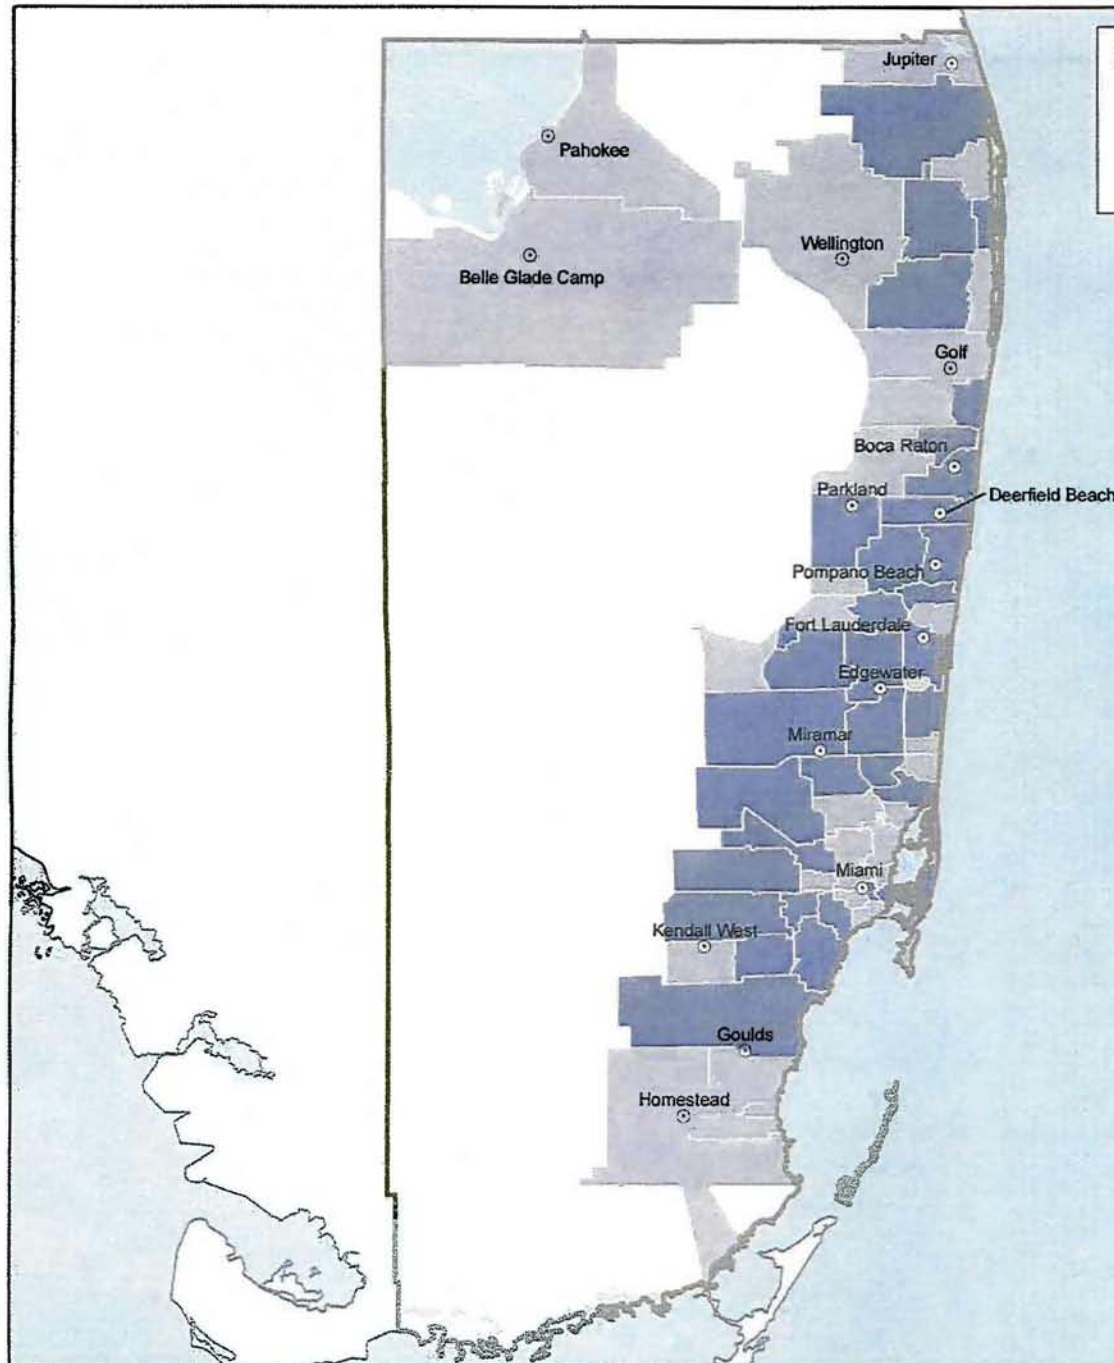 Jupiter
Pahokee
Wellington
Belle Glade Camp
Golf
Boca Raton
Parkland
Deerfield Beach
Pompano Beach
Fort Lauderdale
Edgewater
Miramar
Miami
Kendall West
Goulds
Homestead